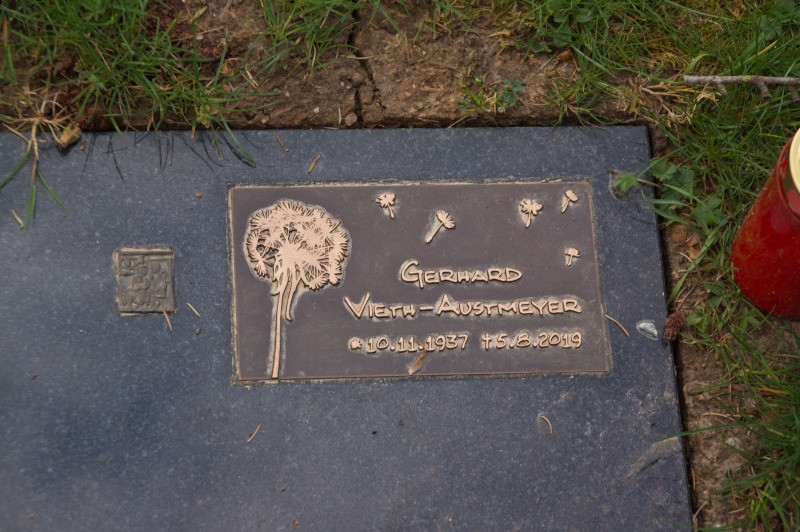 Gerhard
Vieth-Austmeyer
*10.11.1937 †5.8.2019